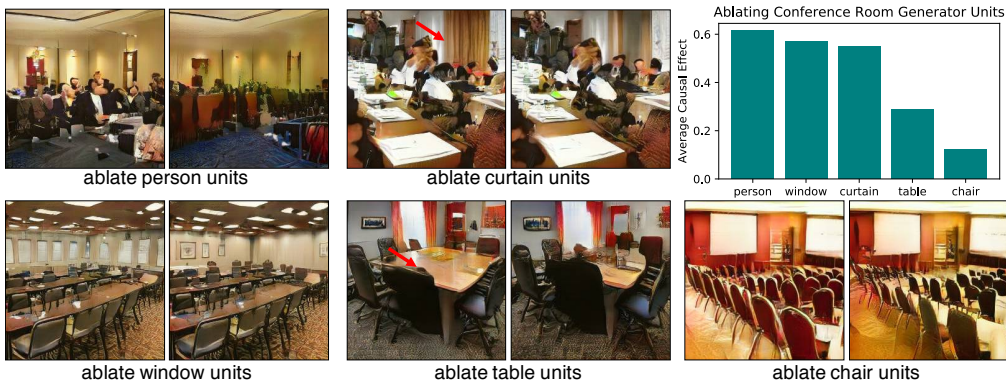 ablate person units
ablate curtain units
Ablating Conference Room Generator Units
Average Causal Effect
0.6
0.4
0.2
0.0
person window curtain table chair
ablate window units
ablate table units
ablate chair units